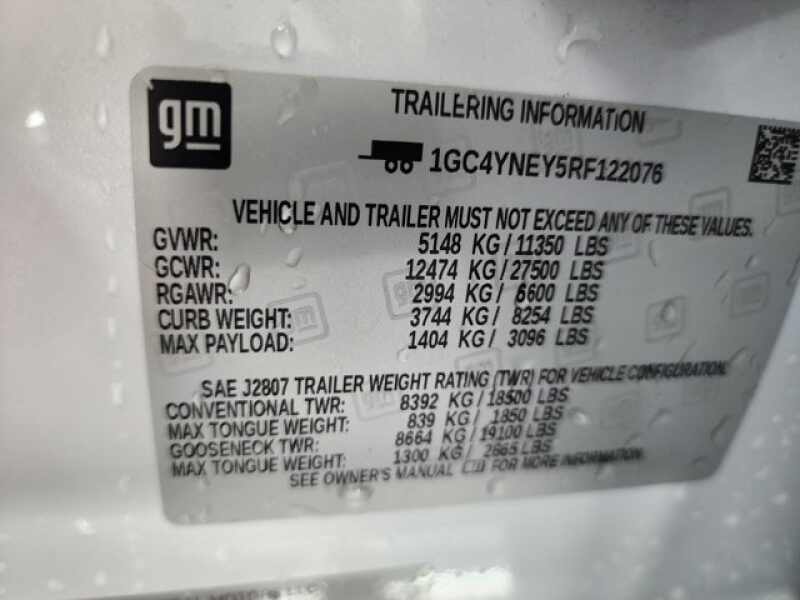 gm
TRAILERING INFORMATION
1GC4YNEY5RF122076
VEHICLE AND TRAILER MUST NOT EXCEED ANY OF THESE VALUES.
GVWR: 5148 KG/11350 LBS
GCWR: 12474 KG/27500 LBS
RGAWR: 2994 KG/ 6600 LBS
CURB WEIGHT: 3744 KG/ 8254 LBS
MAX PAYLOAD: 1404 KG/ 3096 LBS
SAE J2807 TRAILER WEIGHT RATING (TWR) FOR VEHICLE CONFIGURATION.
CONVENTIONAL TWR: 8392 KG/18500 LBS
MAX TONGUE WEIGHT: 839 KG/ 1850 LBS
GOOSENECK TWR: 8664 KG/19100 LBS
MAX TONGUE WEIGHT: 1300 KG/ 2865 LBS
SEE OWNER'S MANUAL FOR MORE INFORMATION.